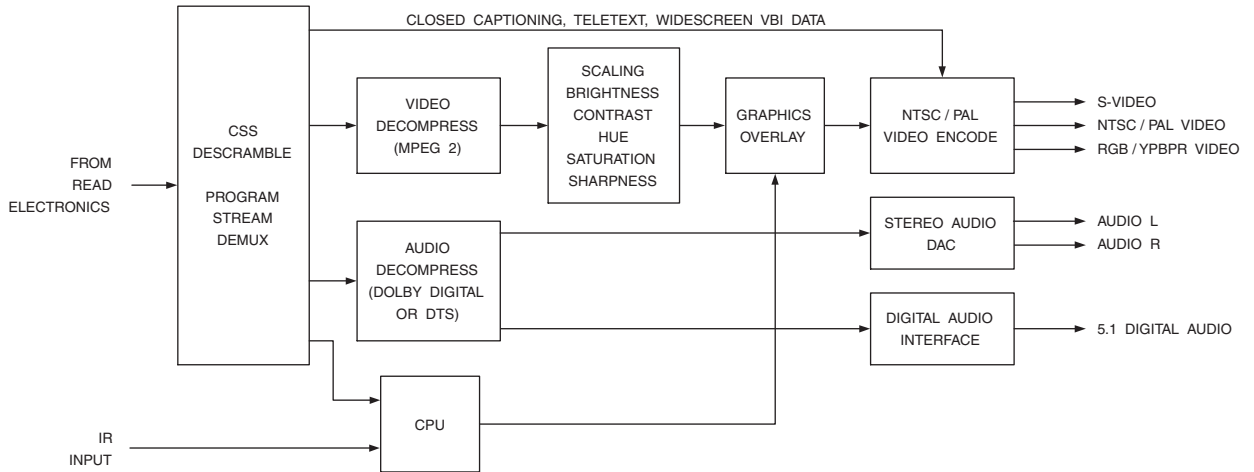 CLOSED CAPTIONING, TELETEXT, WIDESCREEN VBI DATA
FROM
READ
ELECTRONICS
CSS
DESCRAMBLE
PROGRAM
STREAM
DEMUX
VIDEO
DECOMPRESS
(MPEG 2)
SCALING
BRIGHTNESS
CONTRAST
HUE
SATURATION
SHARPNESS
GRAPHICS
OVERLAY
NTSC / PAL
VIDEO ENCODE
S-VIDEO
NTSC / PAL VIDEO
RGB / YPBPR VIDEO
AUDIO
DECOMPRESS
(DOLBY DIGITAL
OR DTS)
STEREO AUDIO
DAC
AUDIO L
AUDIO R
DIGITAL AUDIO
INTERFACE
5.1 DIGITAL AUDIO
CPU
IR
INPUT